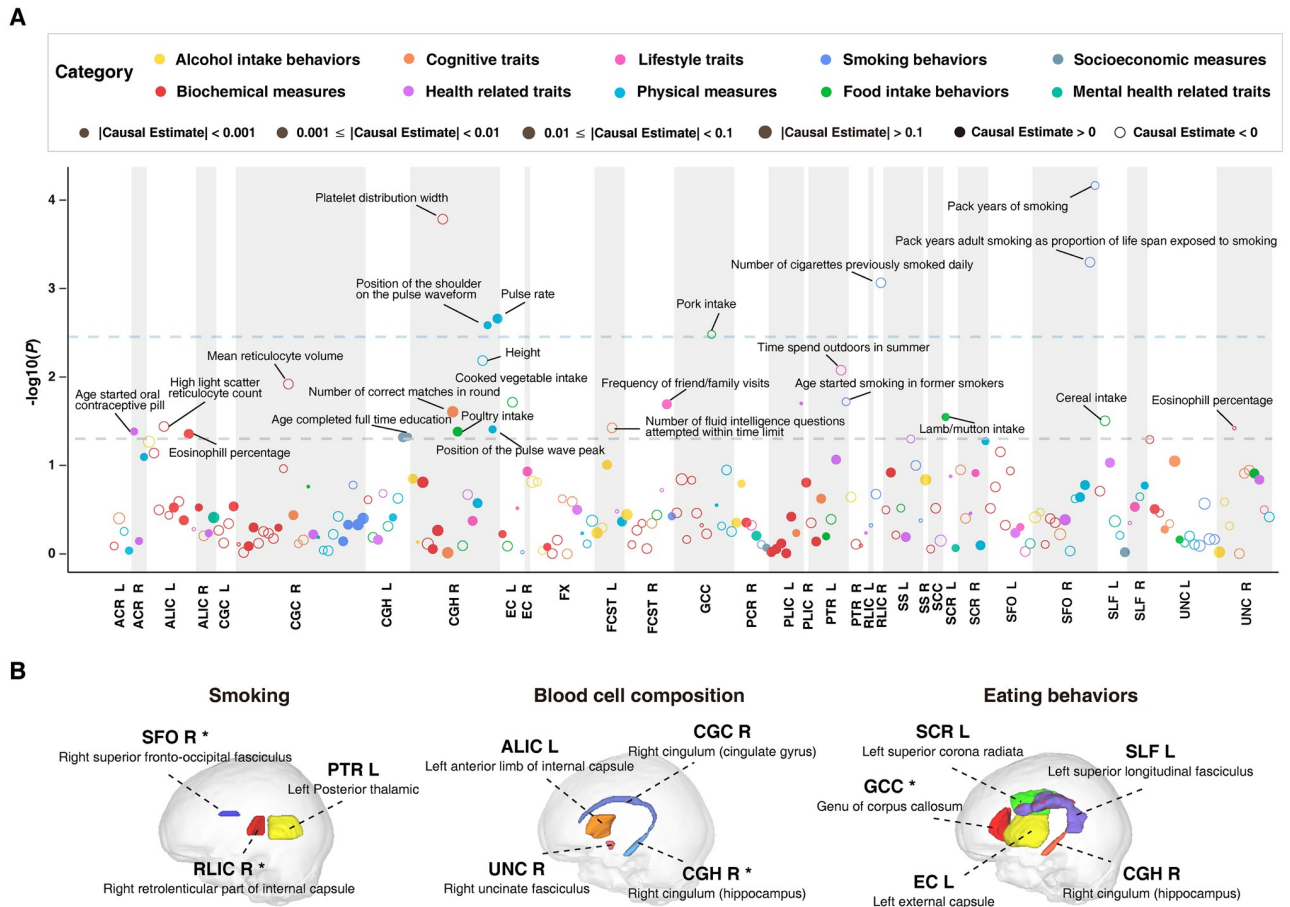 A
Category
Alcohol intake behaviors
Cognitive traits
Lifestyle traits
Smoking behaviors
Socioeconomic measures
Biochemical measures
Health related traits
Physical measures
Food intake behaviors
Mental health related traits
|Causal Estimate| < 0.001
0.001 ≤ |Causal Estimate| < 0.01
0.01 ≤ |Causal Estimate| < 0.1
|Causal Estimate| > 0.1
Causal Estimate > 0
Causal Estimate < 0
-log10(P)
4
3
2
1
0
Platelet distribution width
Pack years of smoking
Pack years adult smoking as proportion of life span exposed to smoking
Number of cigarettes previously smoked daily
Position of the shoulder
on the pulse waveform
Pulse rate
Pork intake
Height
Time spend outdoors in summer
Mean reticulocyte volume
High light scatter
reticulocyte count
Age started oral
contraceptive pill
Cooked vegetable intake
Number of correct matches in round
Frequency of friend/family visits
Age started smoking in former smokers
Cereal intake
Eosinophill percentage
Age completed full time education
Poultry intake
Number of fluid intelligence questions
attempted within time limit
Lamb/mutton intake
Eosinophill percentage
Position of the pulse wave peak
ACR L
ACR R
ALIC L
ALIC R
CGC L
CGC R
CGH L
CGH R
EC L
EC R
FX
FCST L
FCST R
GCC
PCR R
PLIC L
PLIC R
PTR L
PTR R
RLIC L
RLIC R
SS L
SS R
SCC
SCR L
SCR R
SFO L
SFO R
SLF L
SLF R
UNC L
UNC R
B
Smoking
SFO R *
Right superior fronto-occipital fasciculus
PTR L
Left Posterior thalamic
RLIC R *
Right retrolenticular part of internal capsule
Blood cell composition
CGC R
Right cingulum (cingulate gyrus)
ALIC L
Left anterior limb of internal capsule
UNC R
Right uncinate fasciculus
CGH R *
Right cingulum (hippocampus)
Eating behaviors
SCR L
Left superior corona radiata
SLF L
Left superior longitudinal fasciculus
GCC *
Genu of corpus callosum
EC L
Left external capsule
CGH R
Right cingulum (hippocampus)